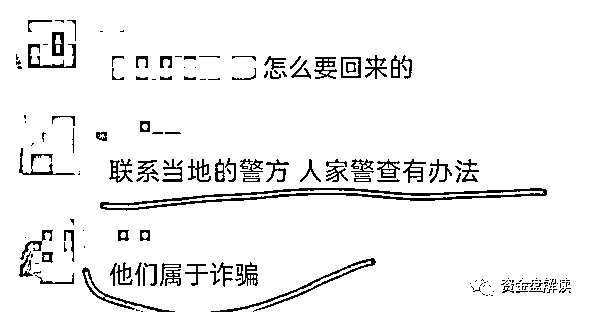 怎么要回来的
联系当地的警方 人家警查有办法
他们属于诈骗
资金盘解读